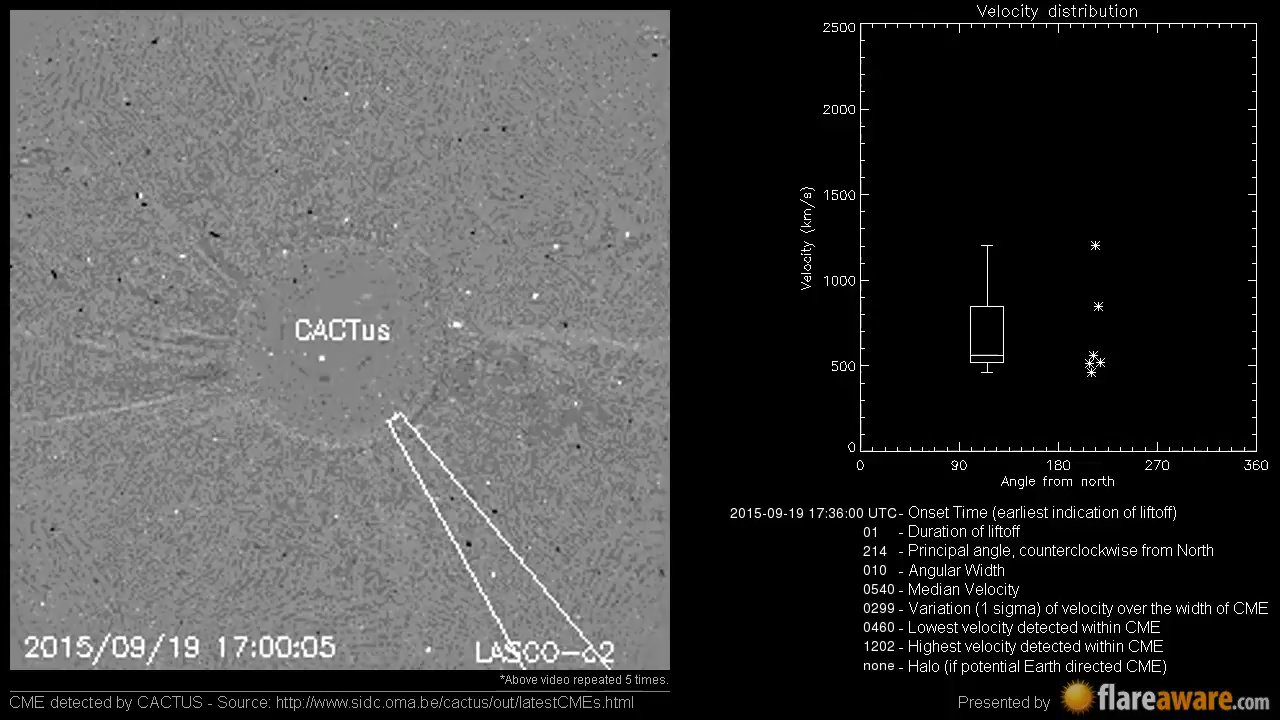 CACTus
2015/09/19 17:00:05
LASCO-c2
*Above video repeated 5 times.
CME detected by CACTUS - Source: http://www.sidc.oma.be/cactus/out/latestCMEs.html
Velocity distribution
Velocity (km/s)
2500
2000
1500
1000
500
0
0 90 180 270 360
Angle from north
2015-09-19 17:36:00 UTC - Onset Time (earliest indication of liftoff)
01 - Duration of liftoff
214 - Principal angle, counterclockwise from North
010 - Angular Width
0540 - Median Velocity
0299 - Variation (1 sigma) of velocity over the width of CME
0460 - Lowest velocity detected within CME
1202 - Highest velocity detected within CME
none - Halo (if potential Earth directed CME)
Presented by flareaware.com